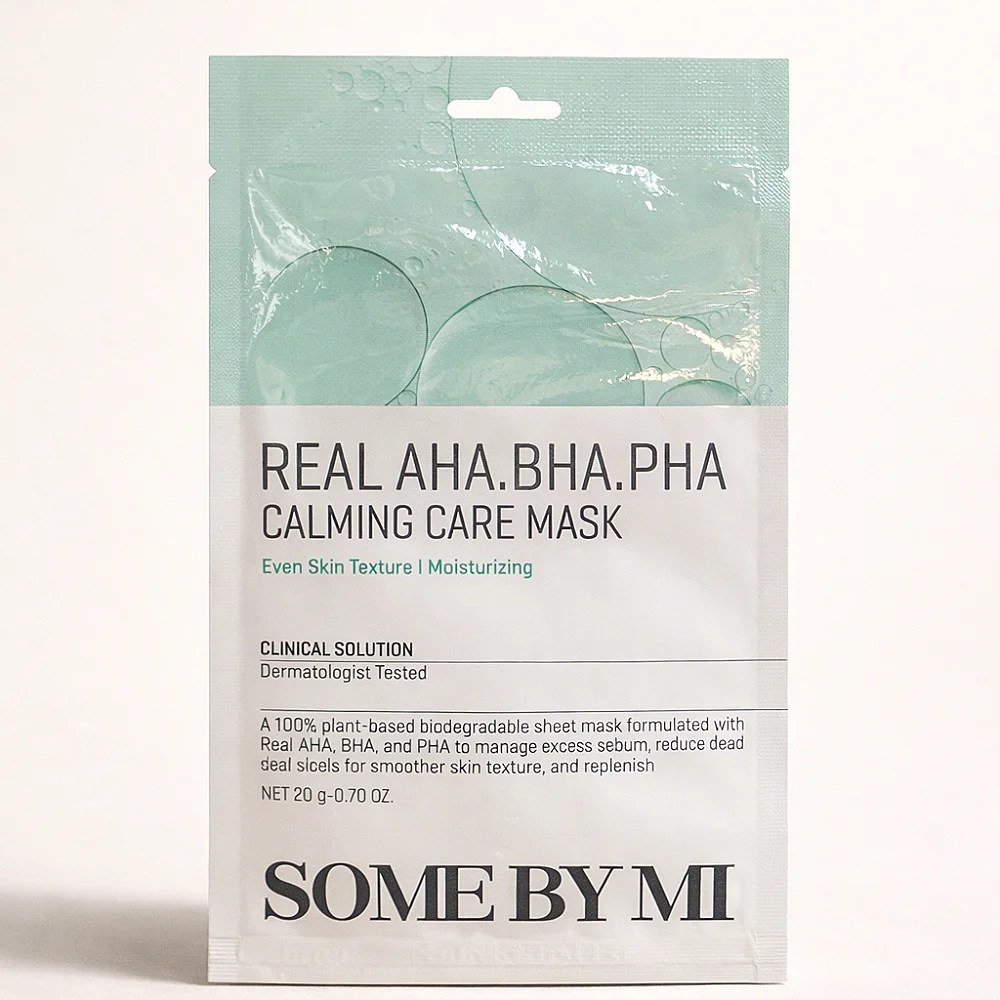 REAL AHA.BHA.PHA
CALMING CARE MASK
Even Skin Texture | Moisturizing
CLINICAL SOLUTION
Dermatologist Tested
A 100% plant-based biodegradable sheet mask formulated with
Real AHA, BHA, and PHA to manage excess sebum, reduce dead
deal sicels for smoother skin texture, and replenish
NET 20 g-0.70 OZ.
SOME BY MI